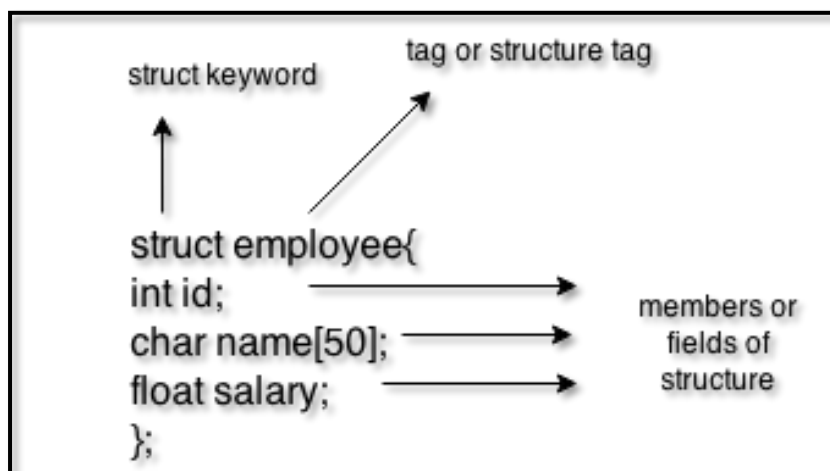 tag or structure tag
struct keyword
struct employee{
int id;
char name[50];
float salary;
};
members or
fields of
structure